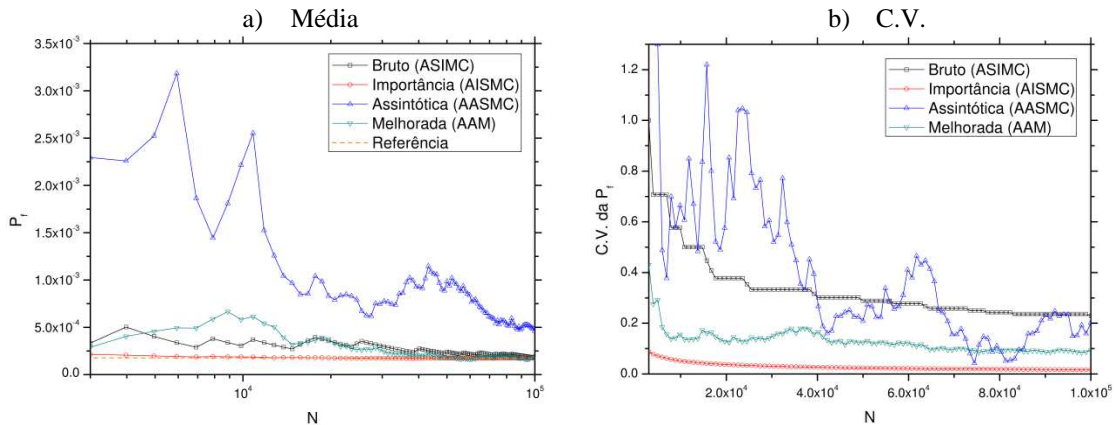 a) Média
b) C.V.
3.5x10⁻³
3.0x10⁻³
2.5x10⁻³
2.0x10⁻³
1.5x10⁻³
1.0x10⁻³
5.0x10⁻⁴
0.0
P_f
Bruto (ASIMC)
Importância (AISMC)
Assintótica (AASMC)
Melhorada (AAM)
Referência
10⁴
10⁵
N
1.2
1.0
0.8
0.6
0.4
0.2
0.0
C.V. da P_f
Bruto (ASIMC)
Importância (AISMC)
Assintótica (AASMC)
Melhorada (AAM)
2.0x10⁴
4.0x10⁴
6.0x10⁴
8.0x10⁴
1.0x10⁵
N